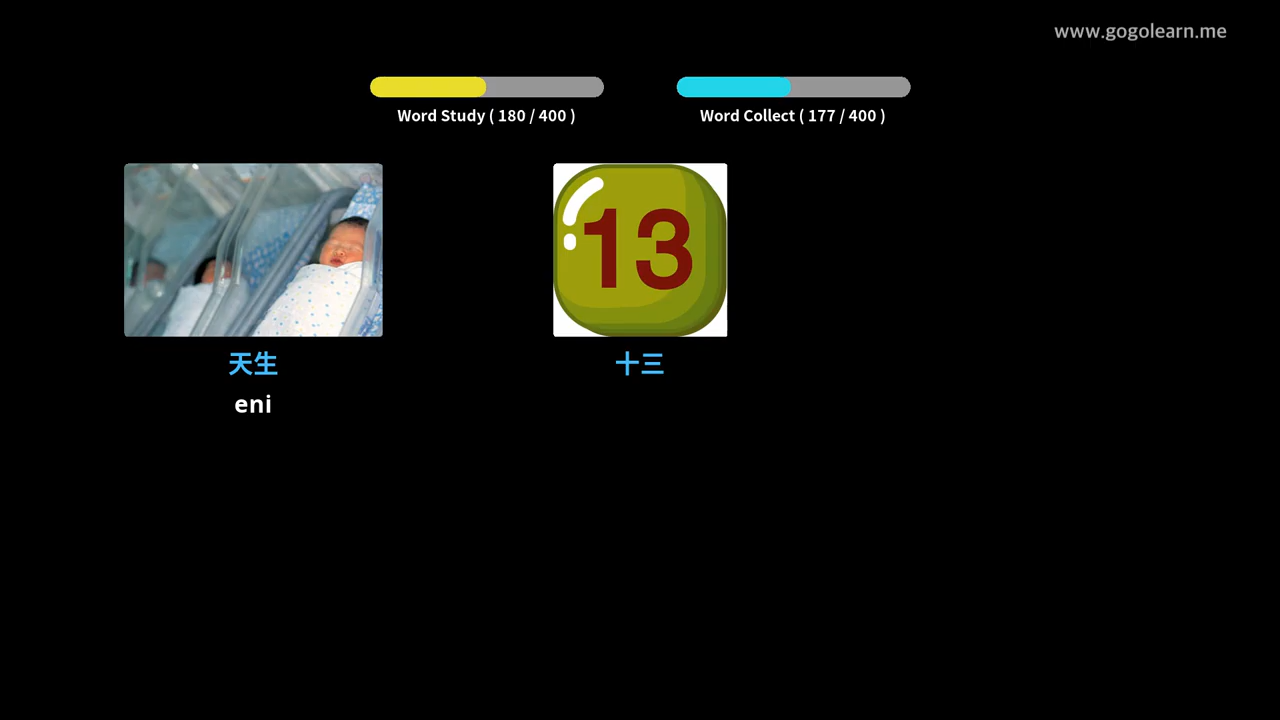 www.gogolearn.me
Word Study ( 180 / 400 )
Word Collect ( 177 / 400 )
13
天生
十三
eni